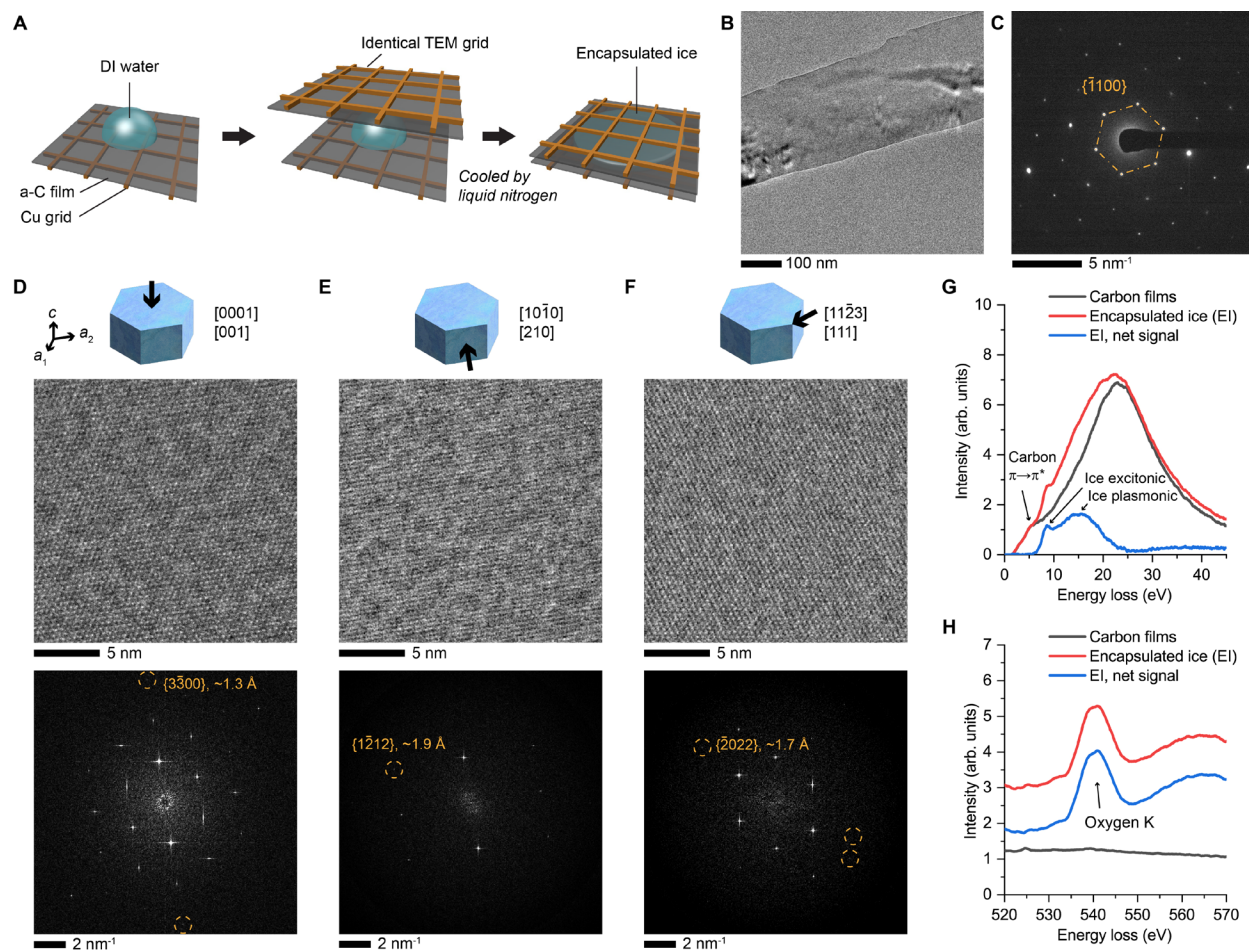 A
DI water
Identical TEM grid
Encapsulated ice
a-C film
Cu grid
Cooled by
liquid nitrogen
B
100 nm
C
{1̄100}
5 nm⁻¹
D
c
a₁
a₂
[0001]
[001]
5 nm
{33̄00}, ~1.3 Å
2 nm⁻¹
E
[101̄0]
[210]
5 nm
{12̄12}, ~1.9 Å
2 nm⁻¹
F
[112̄3]
[111]
5 nm
{2̄022}, ~1.7 Å
2 nm⁻¹
G
Carbon films
Encapsulated ice (EI)
EI, net signal
Carbon
π→π*
Ice excitonic
Ice plasmonic
Intensity (arb. units)
10
8
6
4
2
0
0 10 20 30 40
Energy loss (eV)
H
Carbon films
Encapsulated ice (EI)
EI, net signal
Oxygen K
Intensity (arb. units)
7
6
5
4
3
2
1
0
520 530 540 550 560 570
Energy loss (eV)